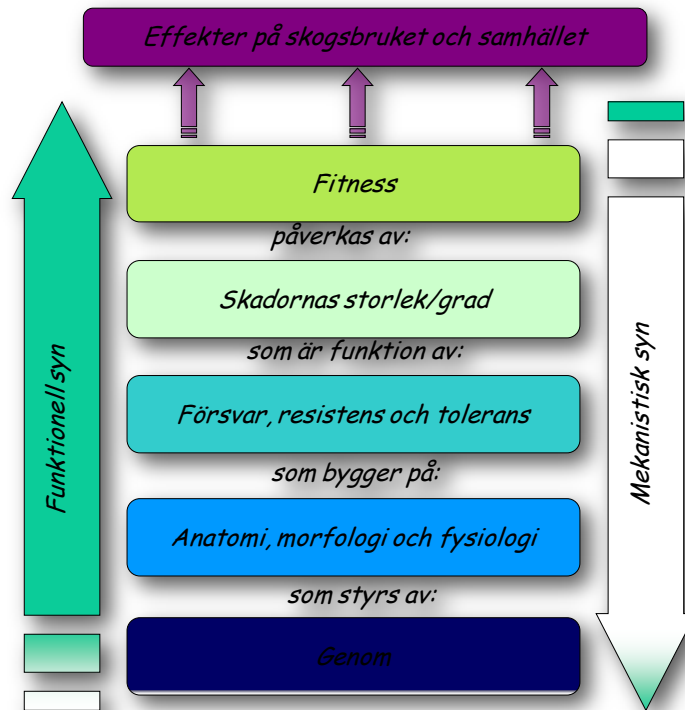 Effekter på skogsbruket och samhället
Fitness
påverkas av:
Skadornas storlek/grad
som är funktion av:
Försvar, resistens och tolerans
som bygger på:
Anatomi, morfologi och fysiologi
som styrs av:
Genom
Funktionell syn
Mekanistisk syn